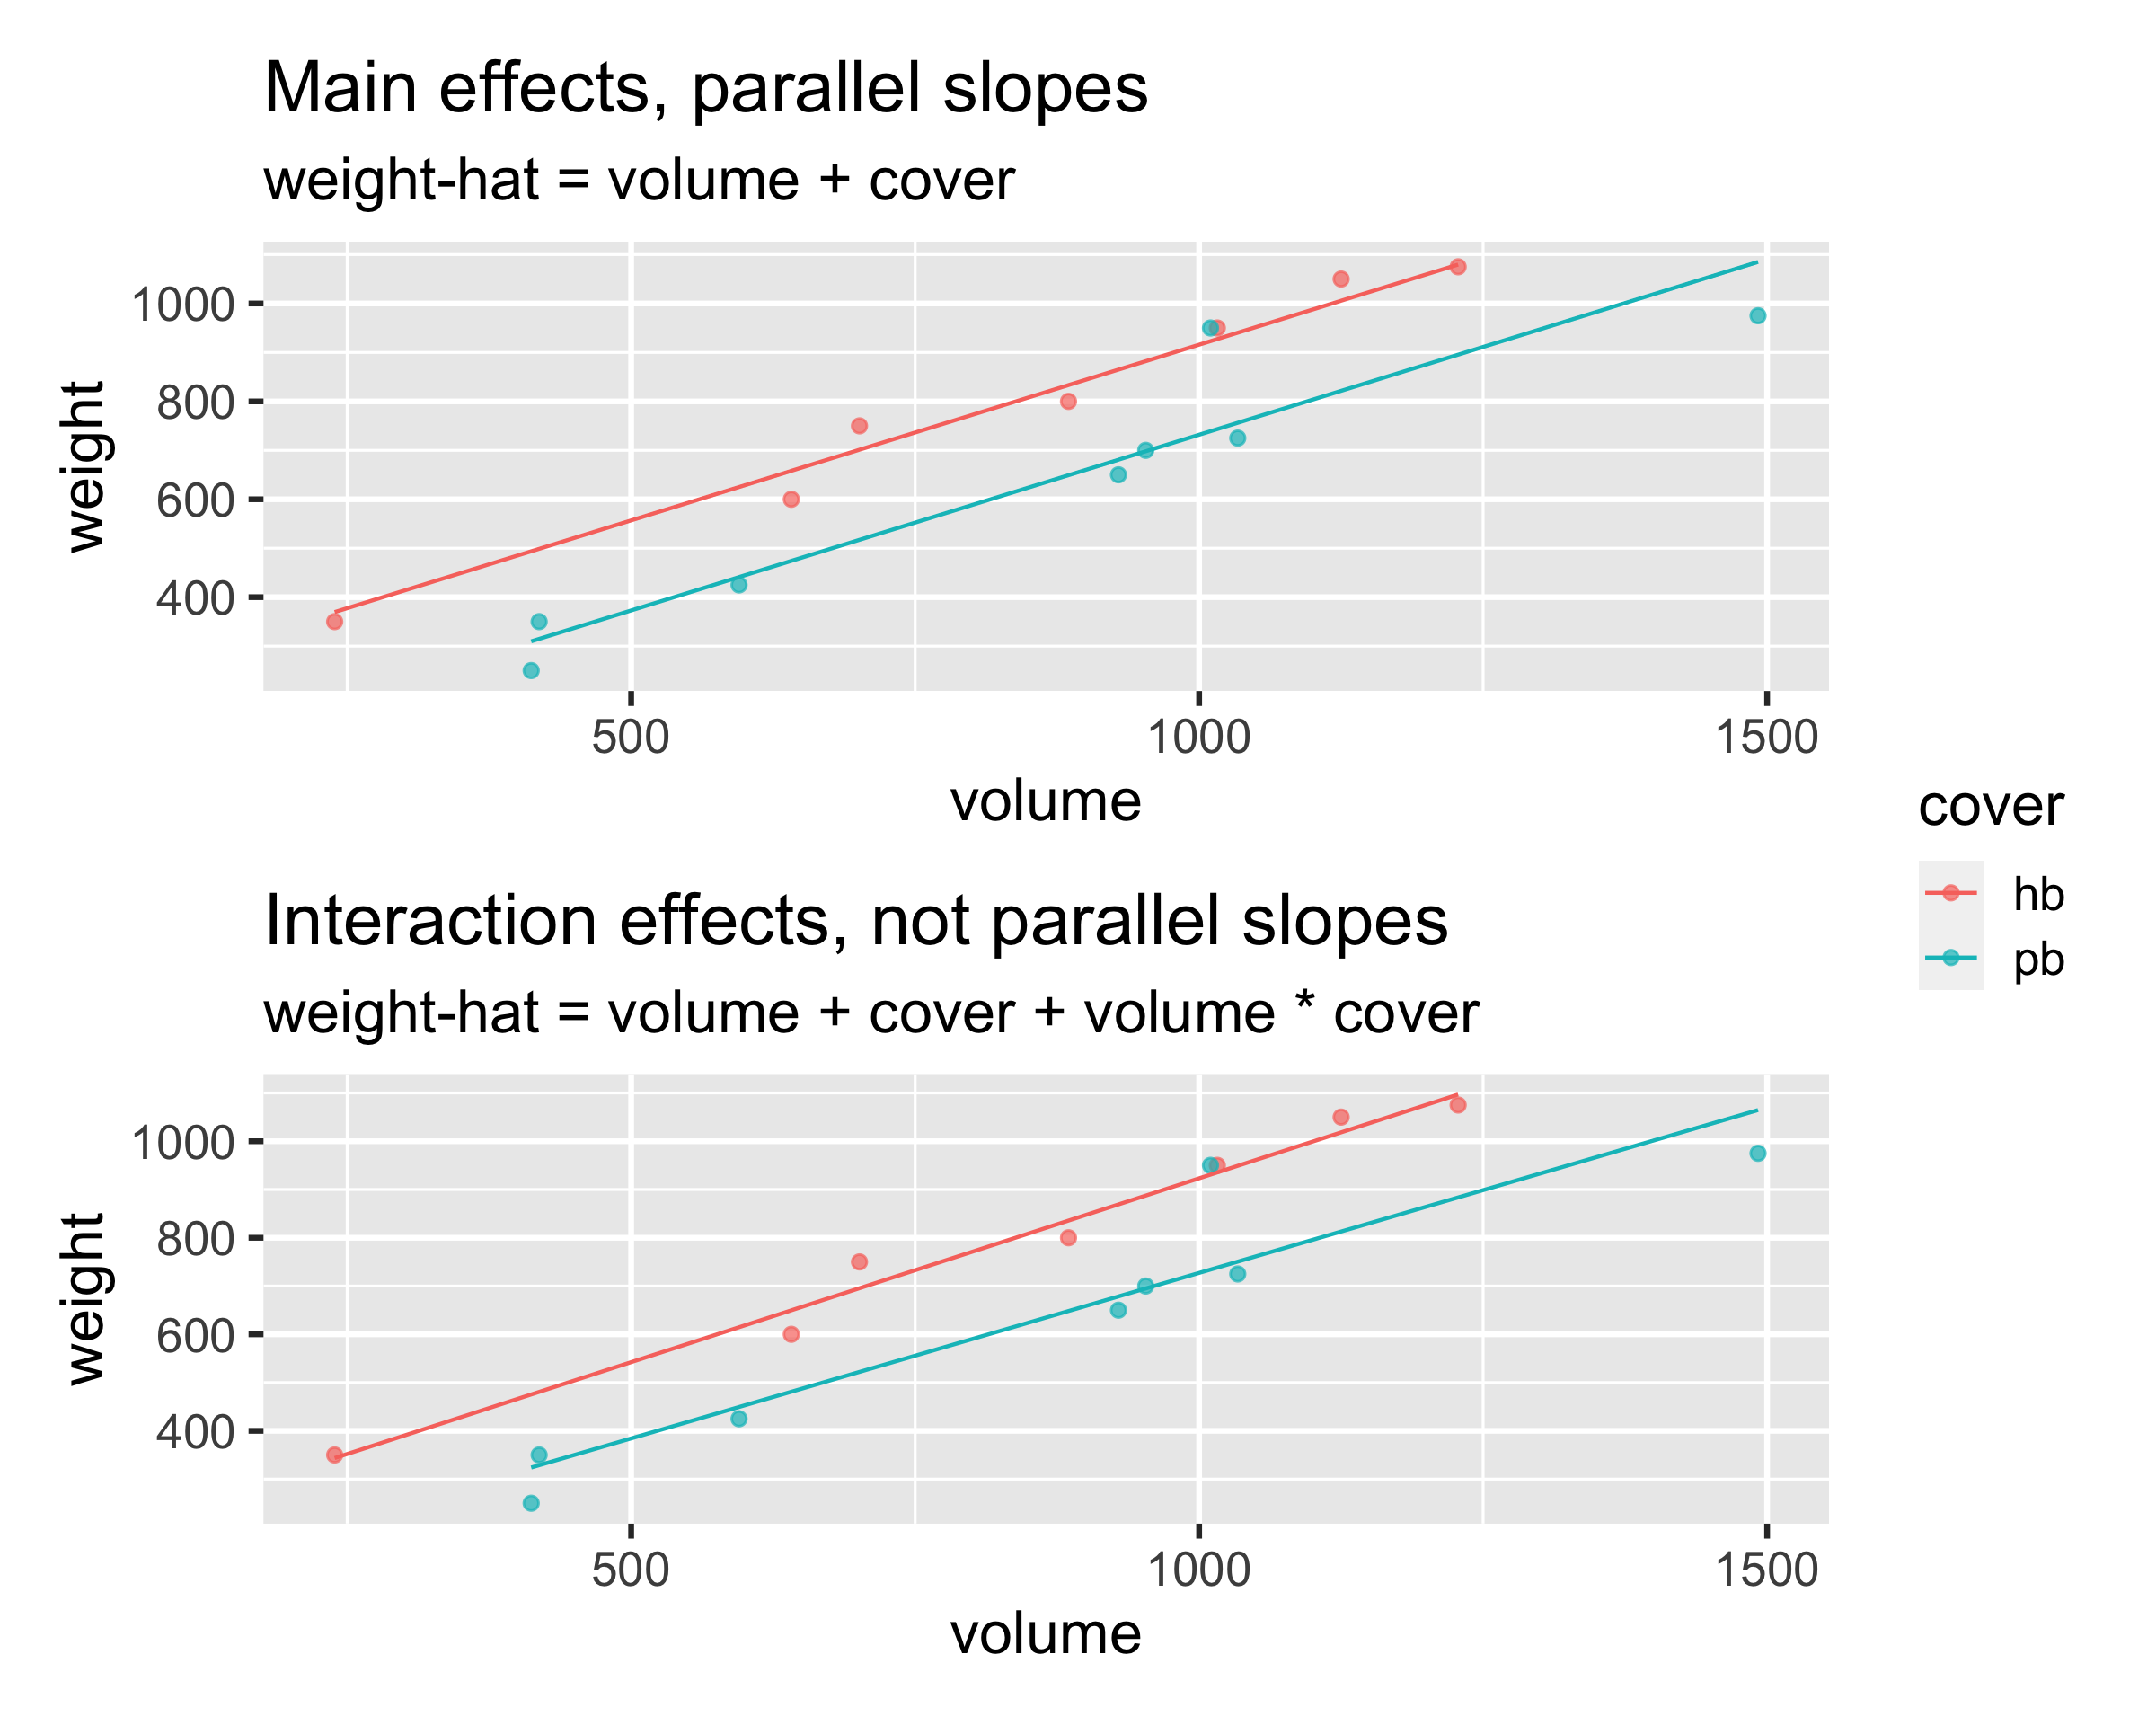 Main effects, parallel slopes
weight-hat = volume + cover
weight
1000
800
600
400
500 1000 1500
volume
Interaction effects, not parallel slopes
weight-hat = volume + cover + volume * cover
weight
1000
800
600
400
500 1000 1500
volume
cover
hb
pb